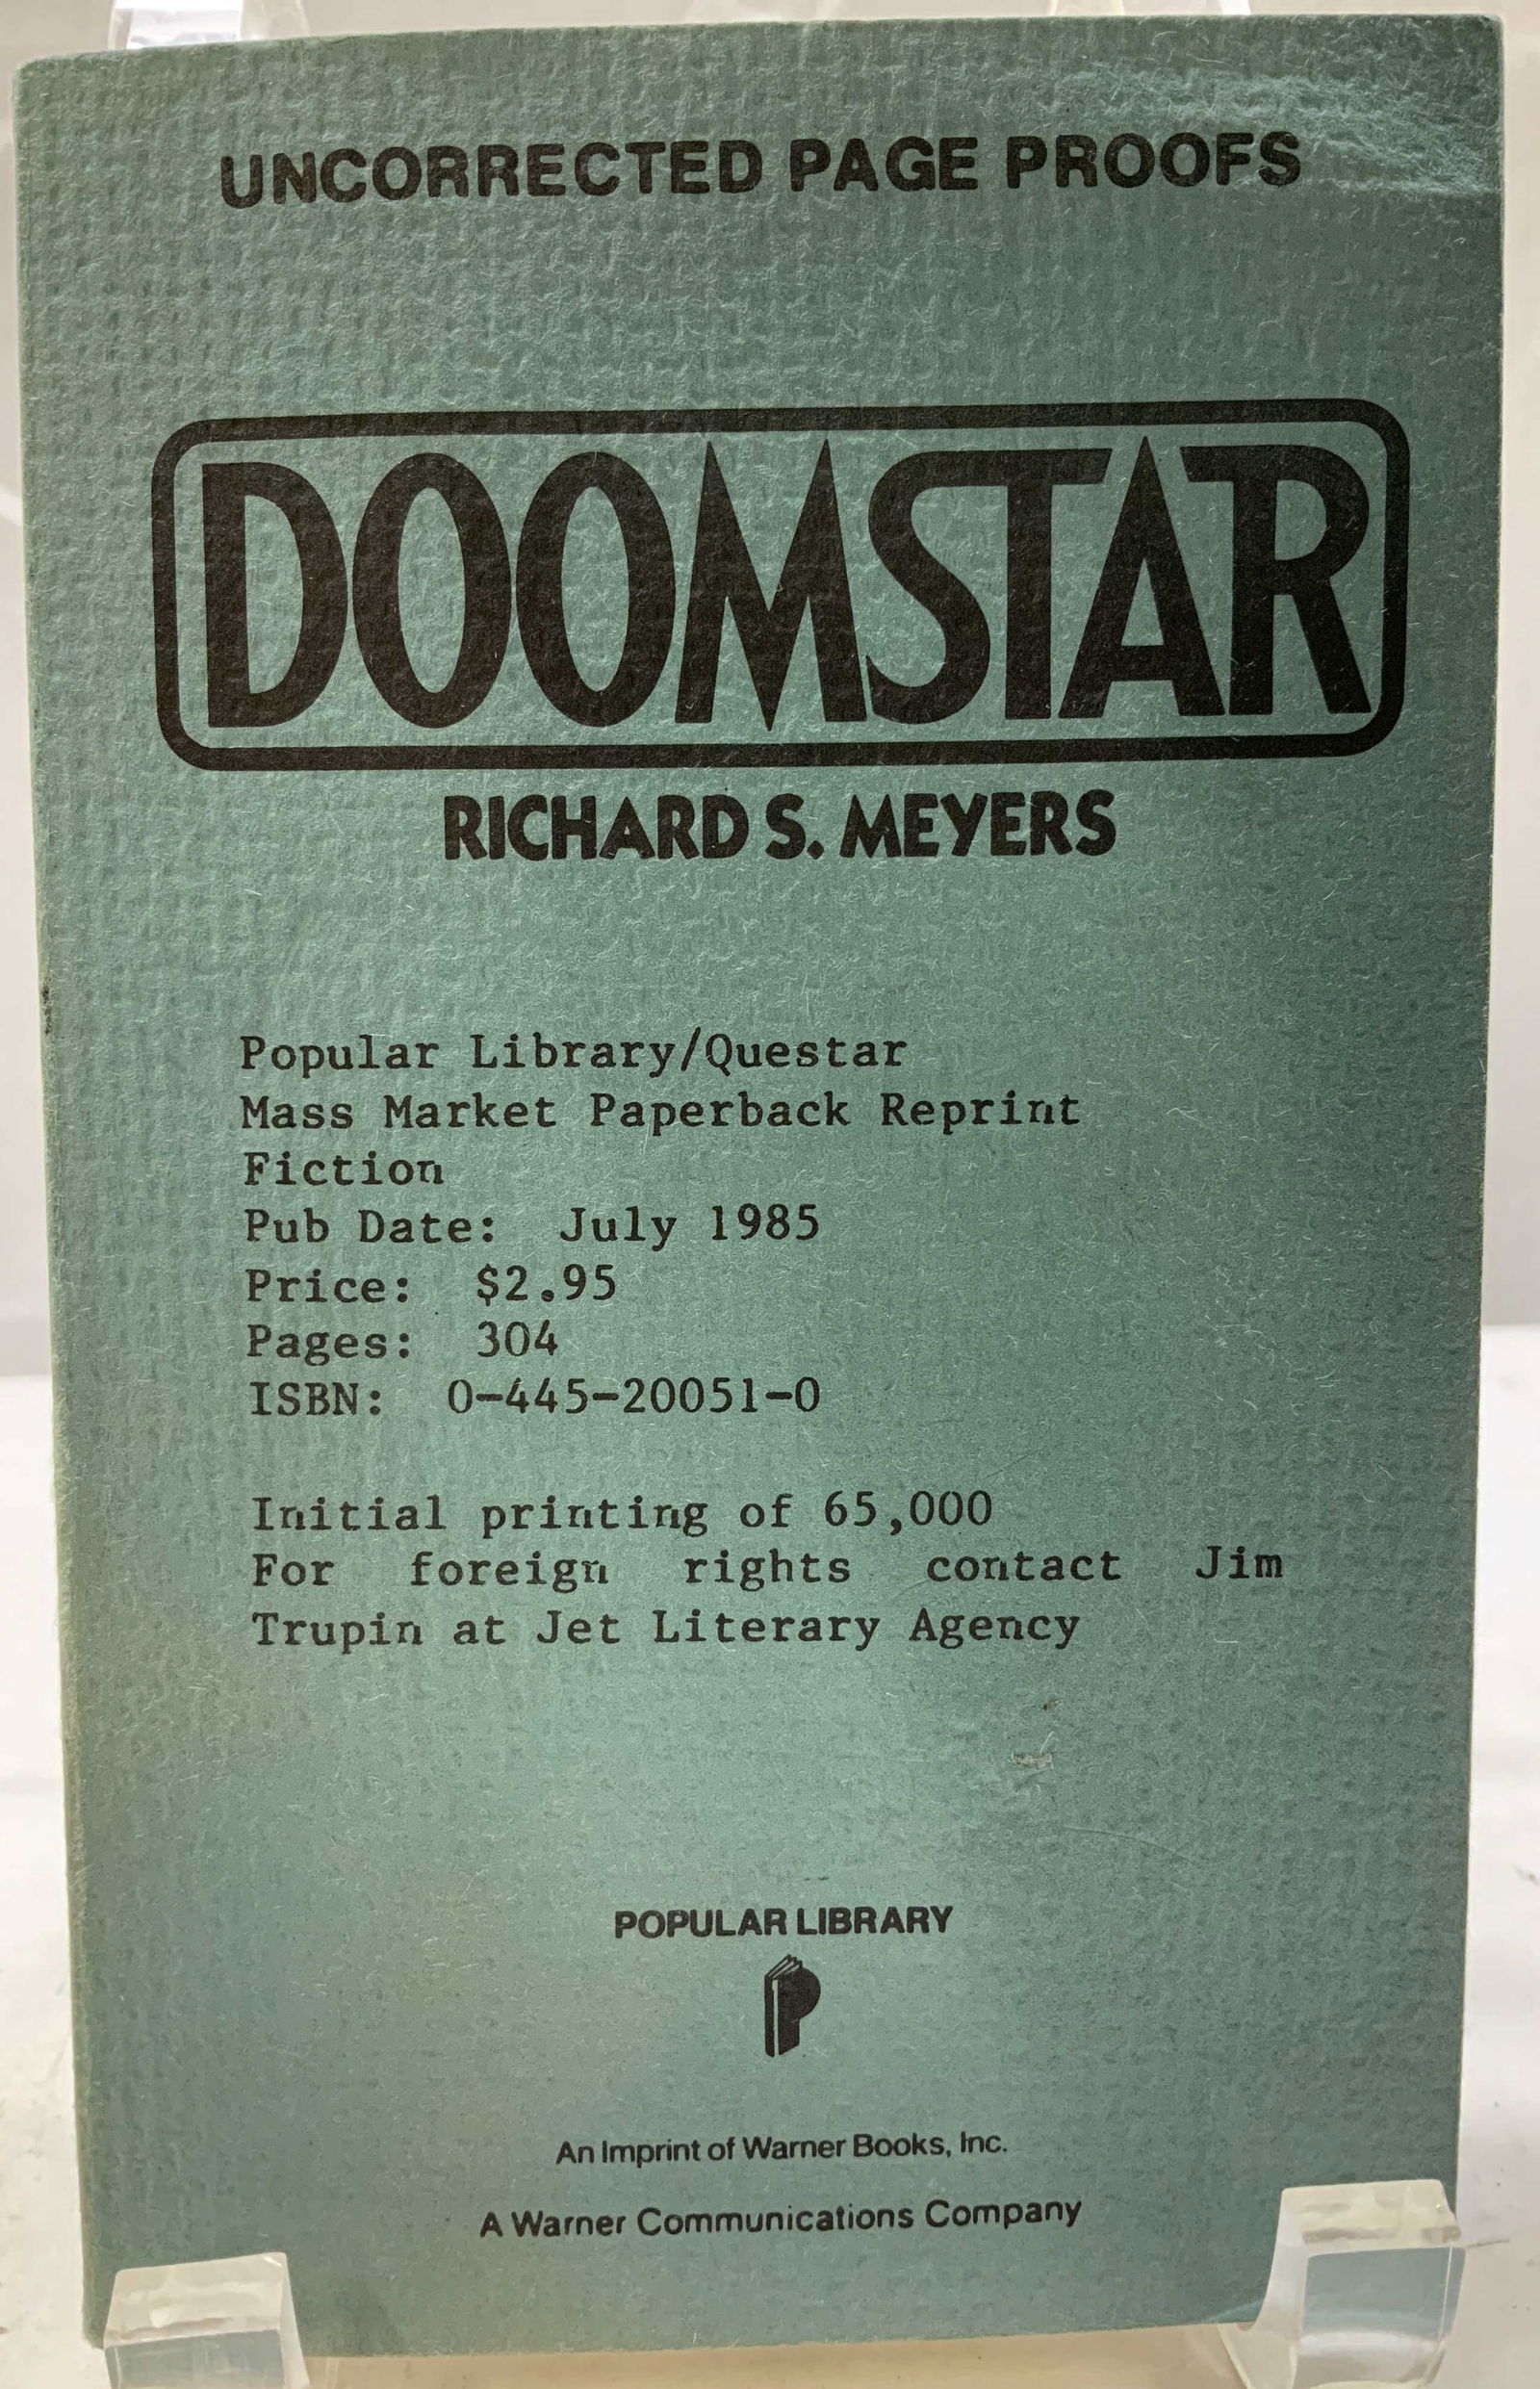 UNCORRECTED PAGE PROOFS
DOOMSTAR
RICHARD S. MEYERS
Popular Library/Questar
Mass Market Paperback Reprint
Fiction
Pub Date: July 1985
Price: $2.95
Pages: 304
ISBN: 0-445-20051-0
Initial printing of 65,000
For foreign rights contact Jim
Trupin at Jet Literary Agency
POPULAR LIBRARY
P
An Imprint of Warner Books, Inc.
A Warner Communications Company